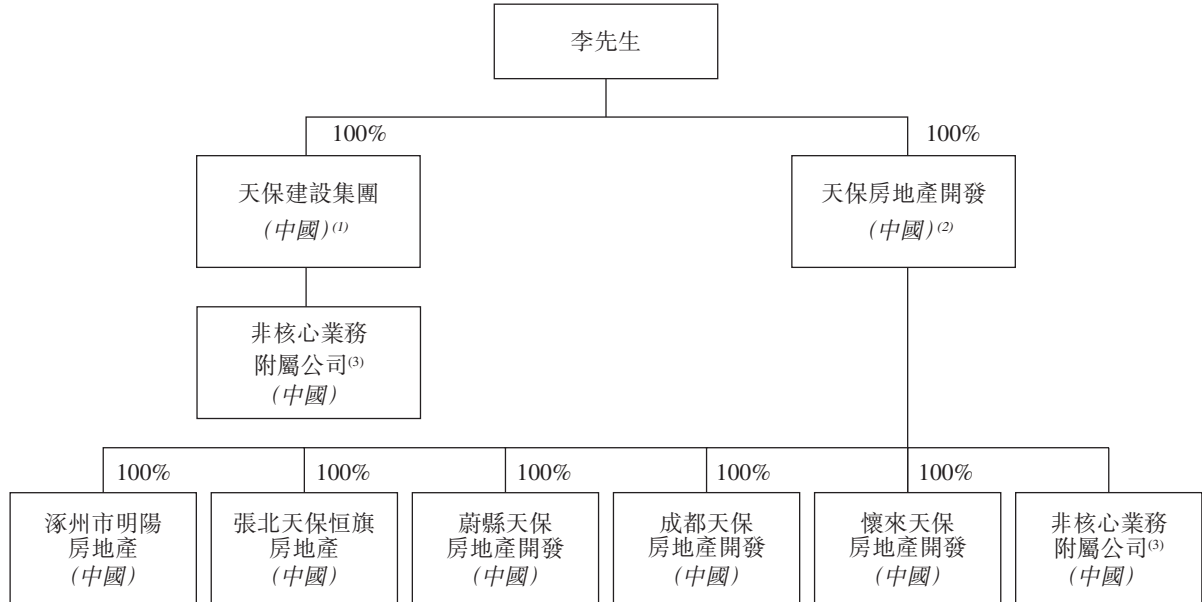 李先生
100%
100%
天保建設集團
(中國)(1)
天保房地產開發
(中國)(2)
非核心業務
附屬公司(3)
(中國)
100%
100%
100%
100%
100%
涿州市明陽
房地產
(中國)
張北天保恒旗
房地產
(中國)
蔚縣天保
房地產開發
(中國)
成都天保
房地產開發
(中國)
懷來天保
房地產開發
(中國)
非核心業務
附屬公司(3)
(中國)